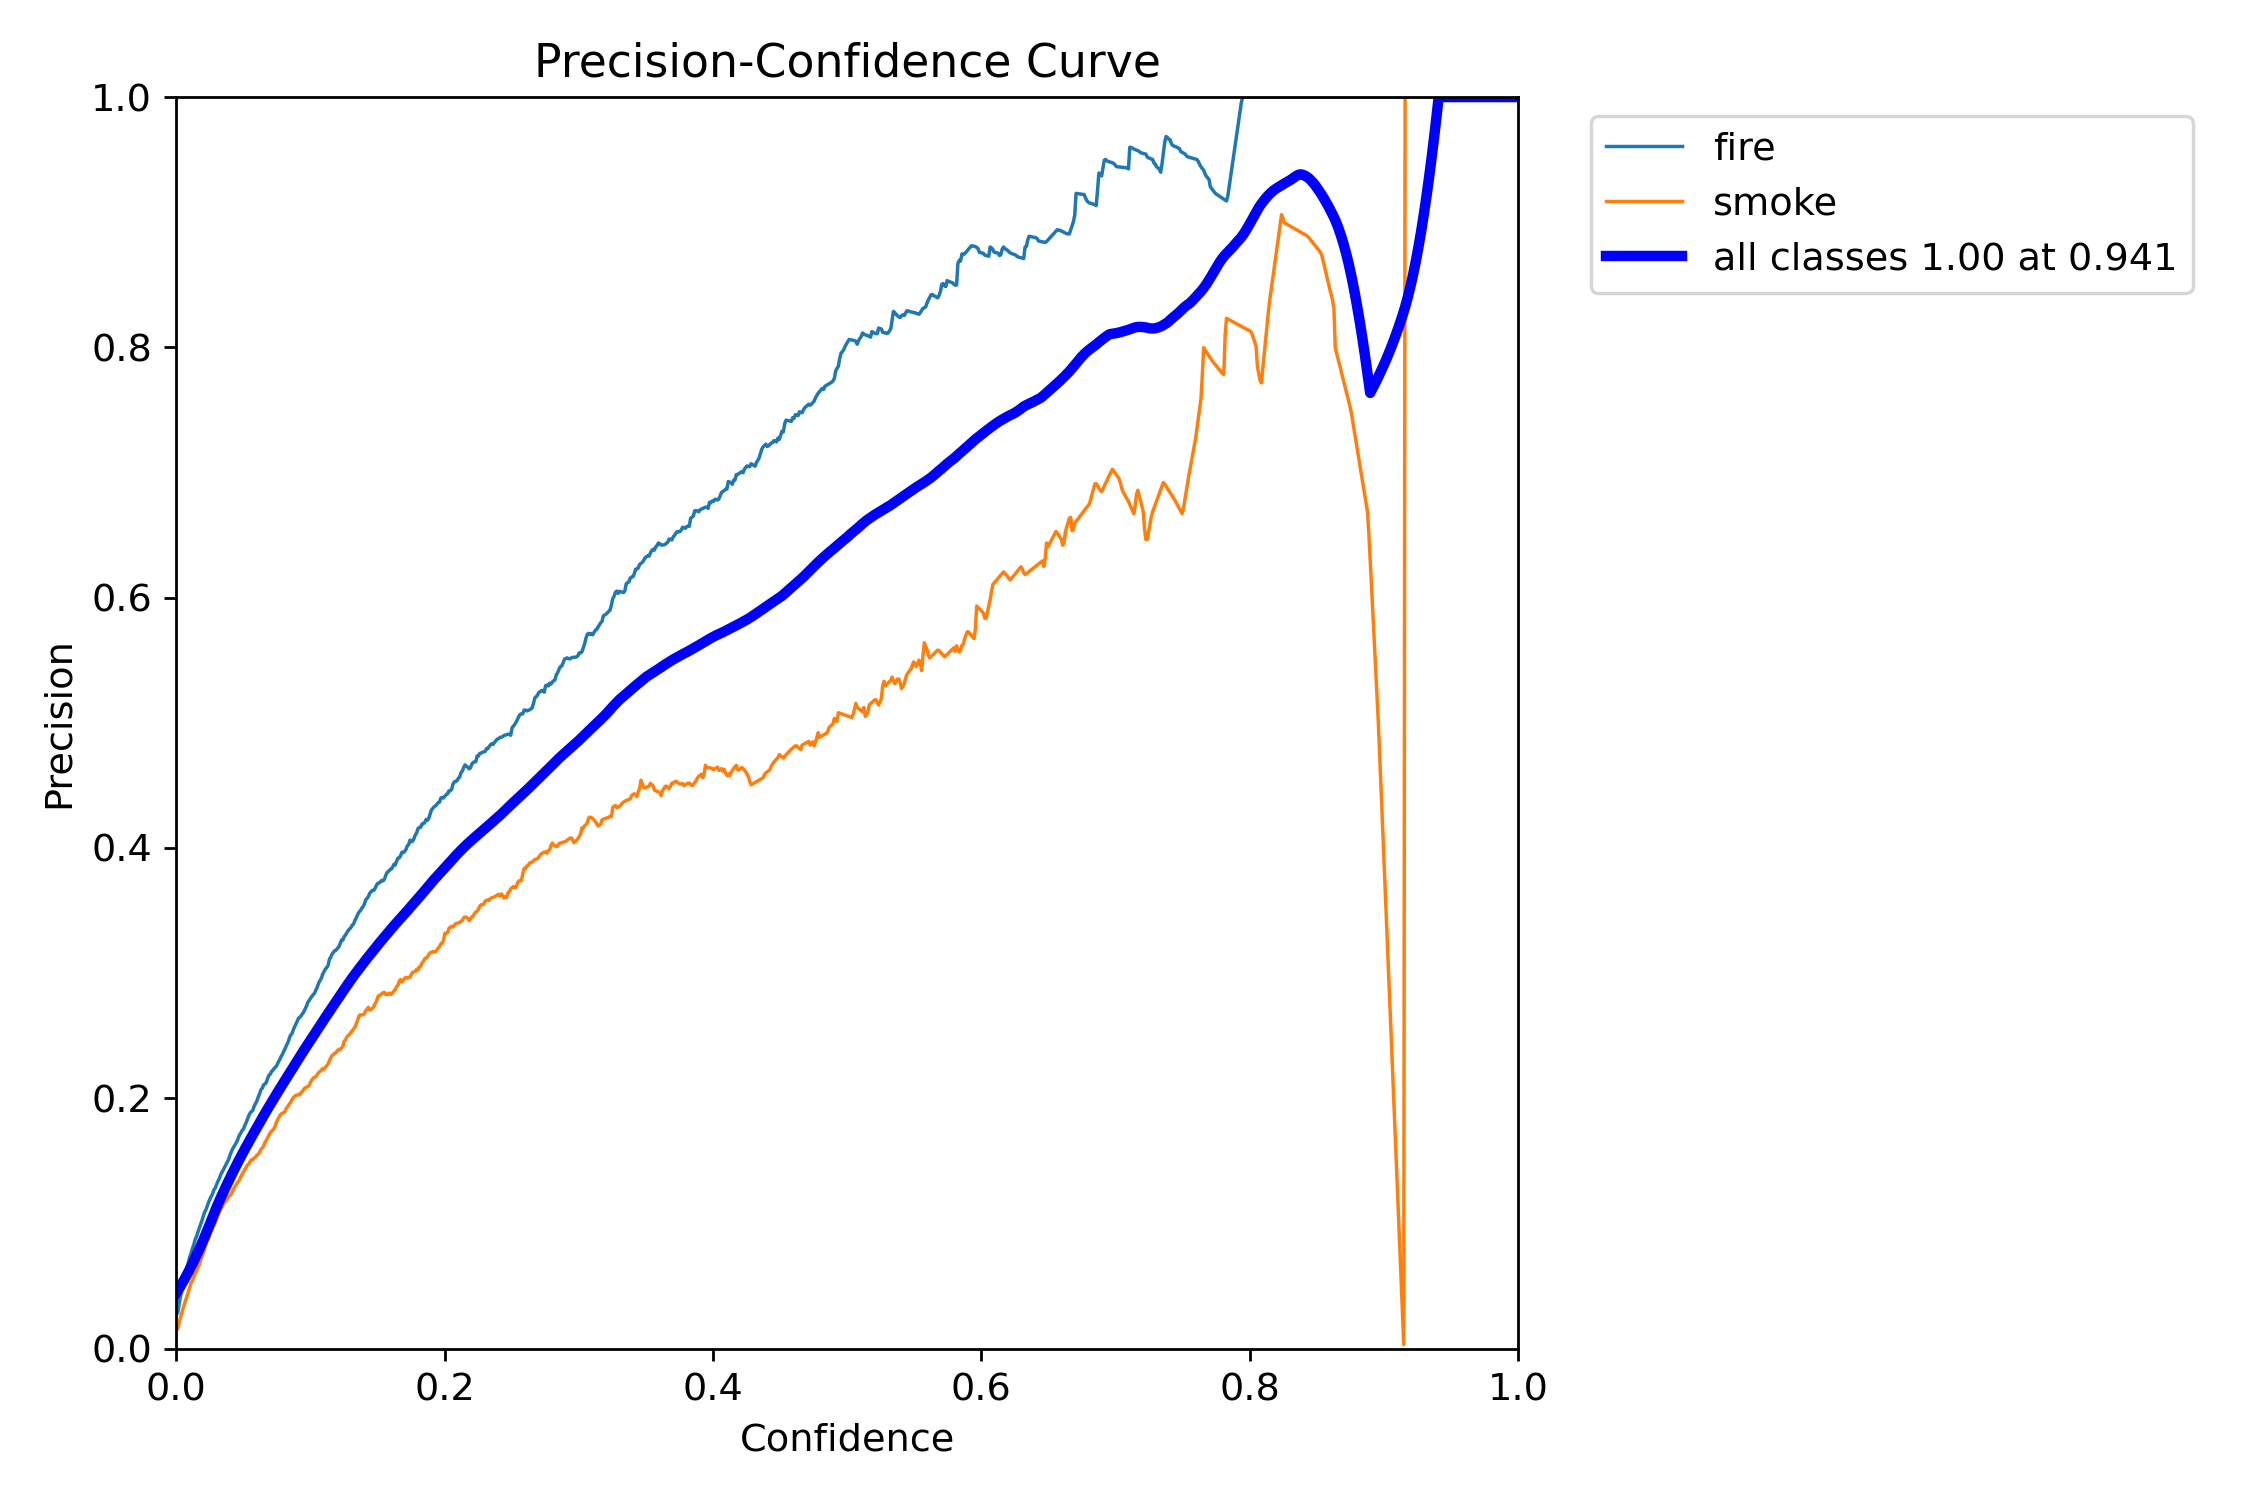 Precision-Confidence Curve
1.0
0.8
0.6
0.4
0.2
0.0
Precision
0.0 0.2 0.4 0.6 0.8 1.0
Confidence
fire
smoke
all classes 1.00 at 0.941